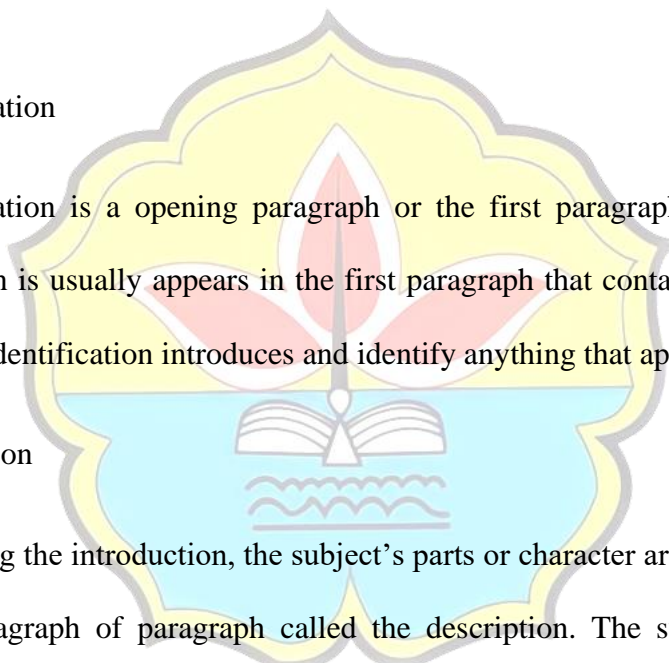 ation
ation is a opening paragraph or the first paragraph
n is usually appears in the first paragraph that conta
dentification introduces and identify anything that ap
on
g the introduction, the subject’s parts or character ar
agraph of paragraph called the description. The s